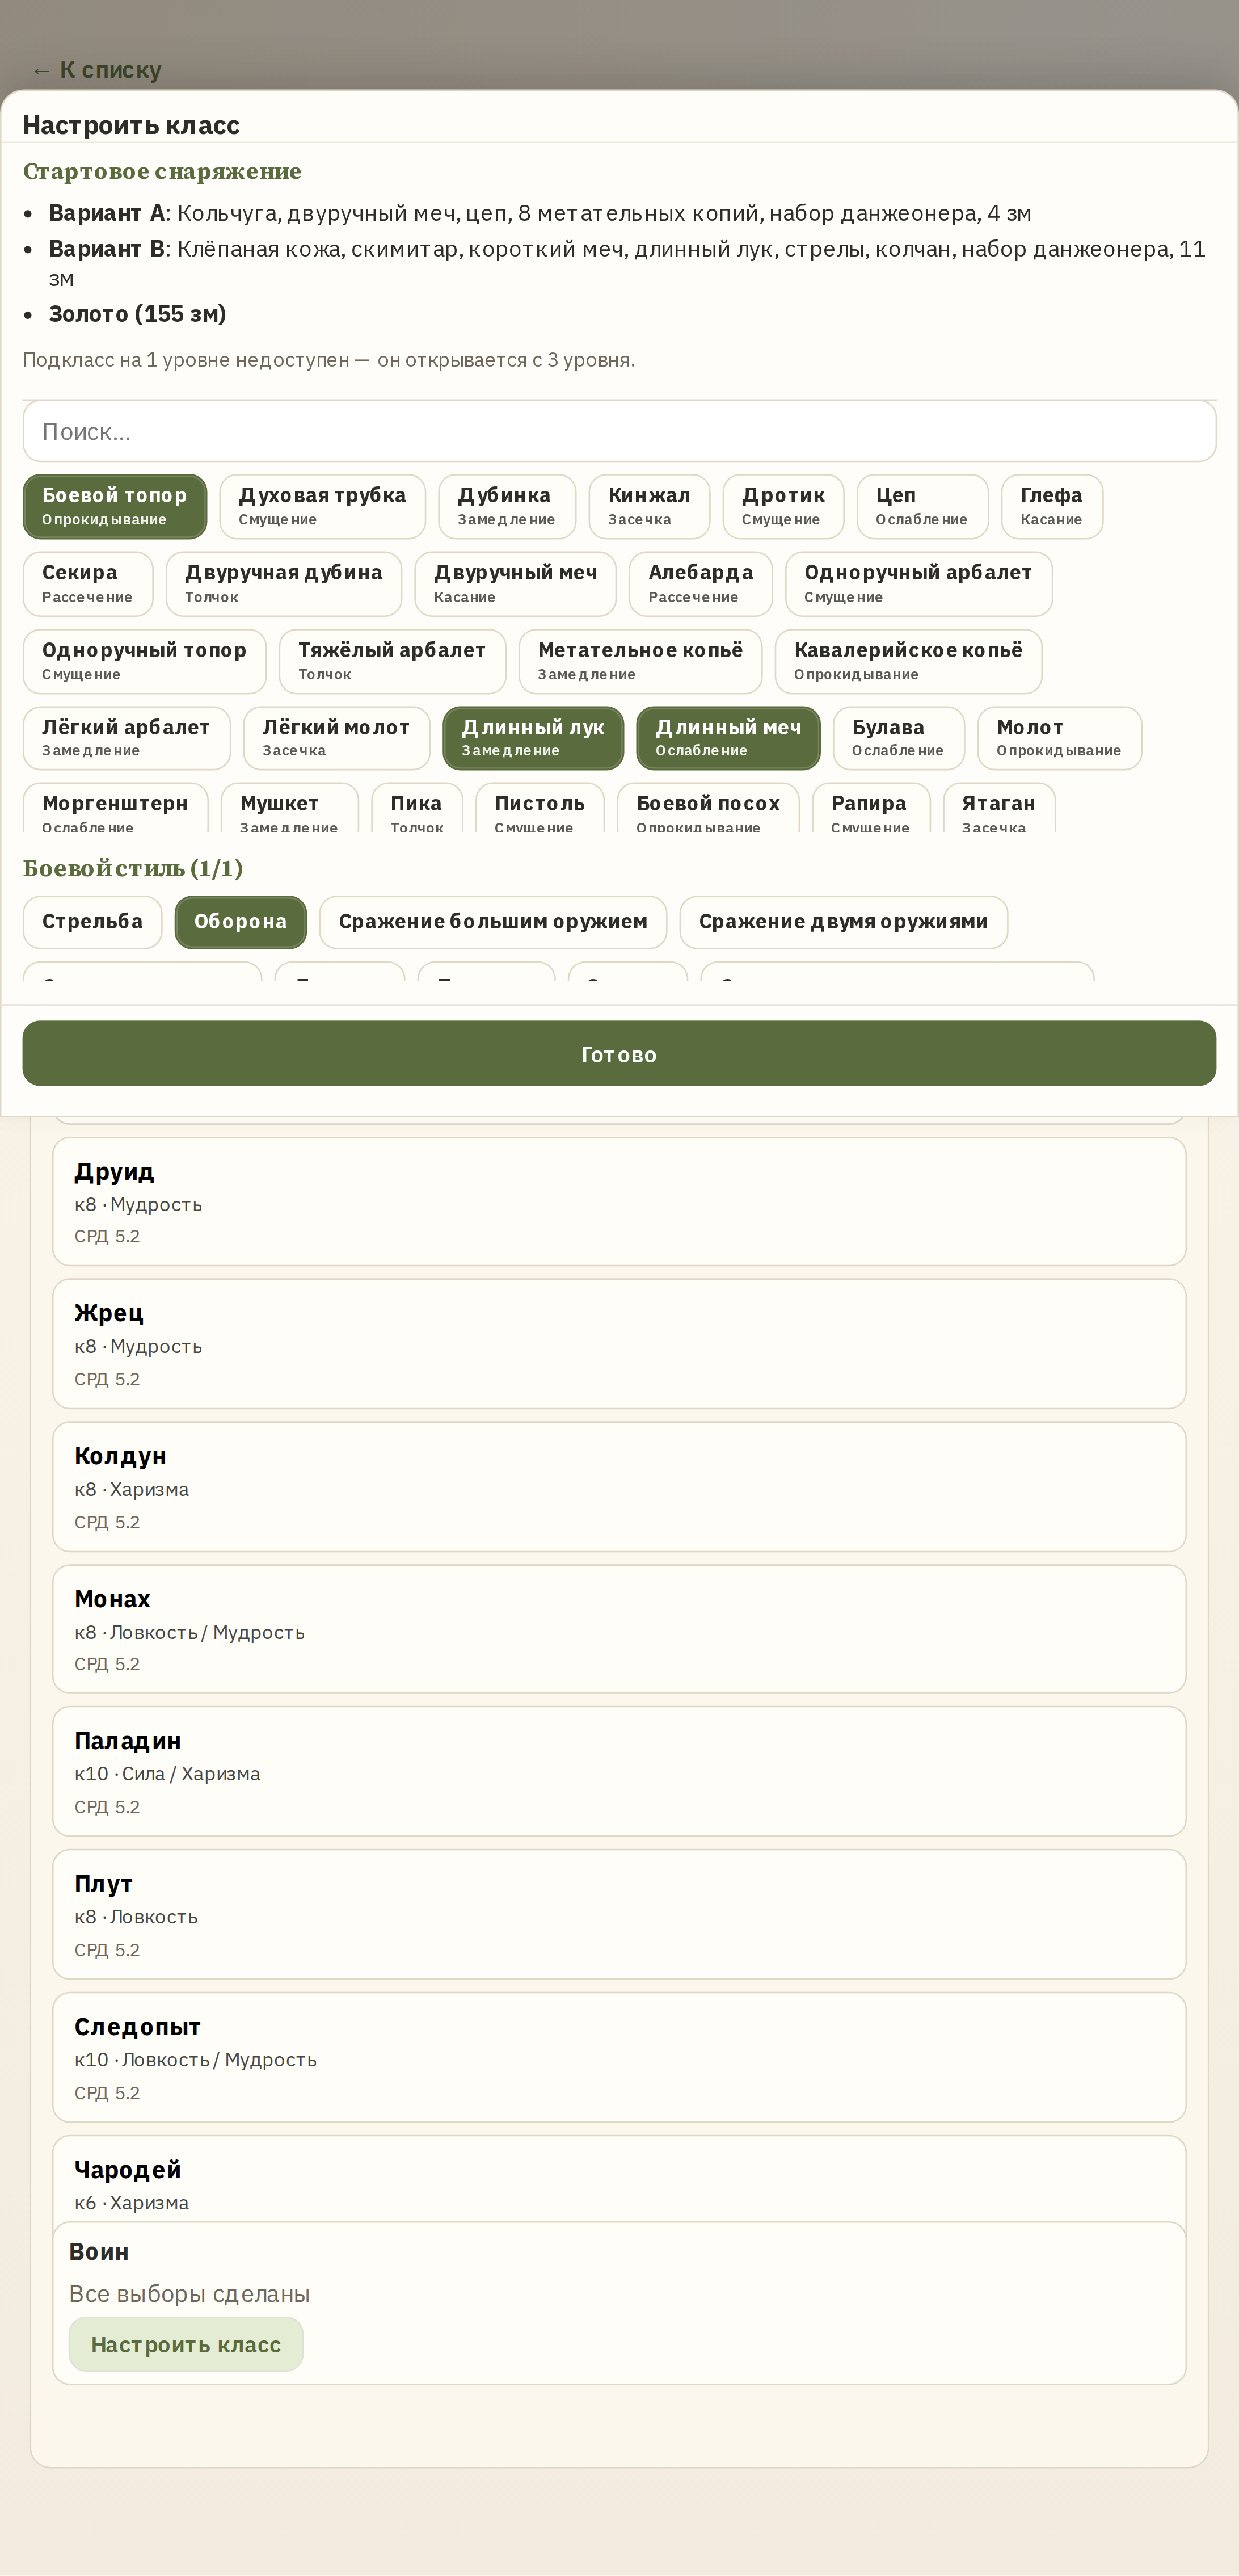 ← К списку
Настроить класс
Стартовое снаряжение
• Вариант A: Кольчуга, двуручный меч, цеп, 8 метательных копий, набор данжеонера, 4 зм
• Вариант B: Клёпаная кожа, скимитар, короткий меч, длинный лук, стрелы, колчан, набор данжеонера, 11
зм
• Золото (155 зм)
Подкласс на 1 уровне недоступен — он открывается с 3 уровня.
Поиск...
Боевой топор Духовая трубка Дубинка Кинжал Дротик Цеп Глефа
Опрокидывание Смущение Замедление Засечка Смущение Ослабление Касание
Секира Двуручная дубина Двуручный меч Алебарда Одноручный арбалет
Рассечение Толчок Касание Рассечение Смущение
Одноручный топор Тяжёлый арбалет Метательное копьё Кавалерийское копьё
Смущение Толчок Замедление Опрокидывание
Лёгкий арбалет Лёгкий молот Длинный лук Длинный меч Булава Молот
Замедление Засечка Замедление Ослабление Ослабление Опрокидывание
Моргенштерн Мушкет Пика Пистоль Боевой посох Рапира Ятаган
Ослабление Замедление Толчок Смущение Опрокидывание Смущение Засечка
Боевой стиль (1/1)
Стрельба Оборона Сражение большим оружием Сражение двумя оружиями
Готово
Друид
к8 · Мудрость
СРД 5.2
Жрец
к8 · Мудрость
СРД 5.2
Колдун
к8 · Харизма
СРД 5.2
Монах
к8 · Ловкость / Мудрость
СРД 5.2
Паладин
к10 · Сила / Харизма
СРД 5.2
Плут
к8 · Ловкость
СРД 5.2
Следопыт
к10 · Ловкость / Мудрость
СРД 5.2
Чародей
к6 · Харизма
Воин
Все выборы сделаны
Настроить класс